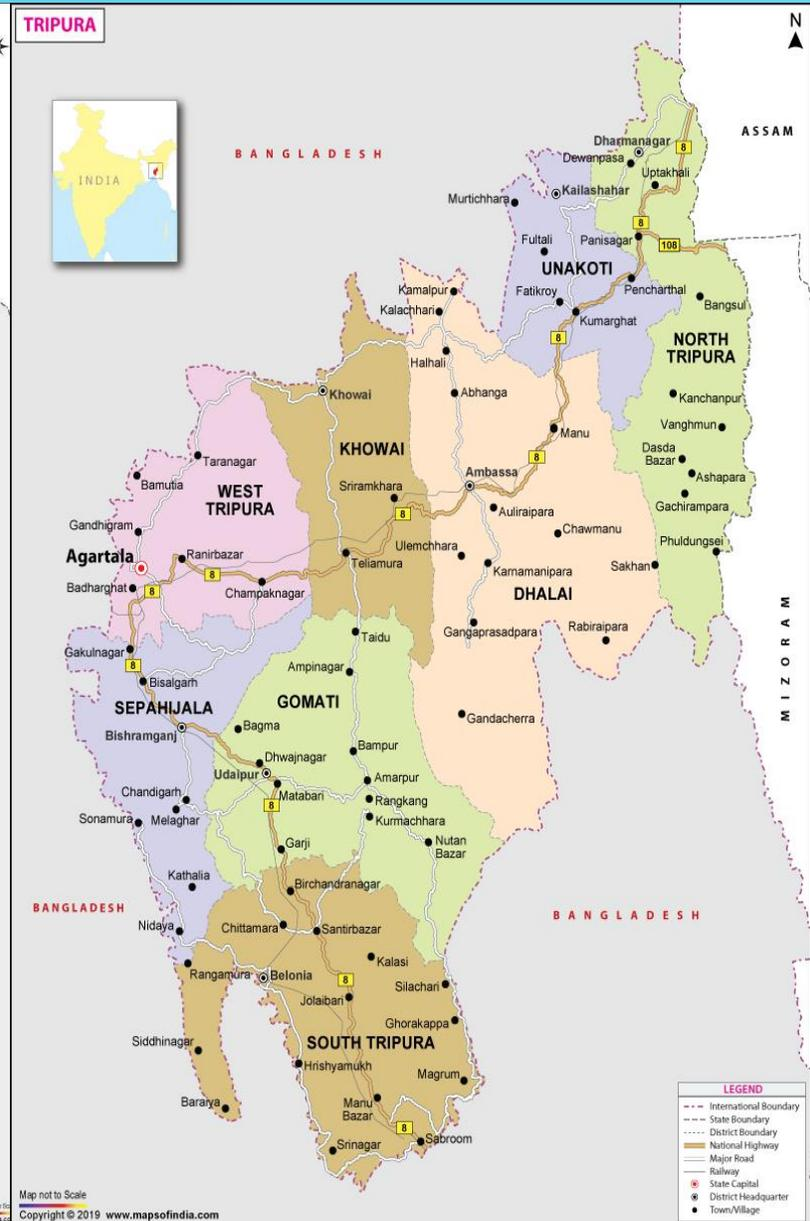 TRIPURA
N
INDIA
BANGLADESH
ASSAM
Dharmanagar
Dewanpasa
8
Uptakhali
Kailashahar
Murtichhara
8
Panisagar
108
Fultali
UNAKOTI
Pencharthal
Fatikroy
Kumarghat
Bangsul
Kamalpur
Kalachhari
8
NORTH
TRIPURA
Halhali
Khowai
Abhanga
Kanchanpur
Manu
Vanghmun
KHOWAI
8
Dasda
Bazar
Taranagar
Ambassa
Ashapara
Bamutia
WEST
TRIPURA
Sriramkhara
Gachirampara
8
Auliraipara
Gandhigram
Chawmanu
Agartala
Ranirbazar
Ulemchhara
Phuldungsei
Teliamura
8
Karnamanipara
Sakhan
Badharghat
8
Champaknagar
DHALAI
Gangaprasadpara
Rabiraipara
Taidu
Gakulnagar
8
Ampinagar
Bisalgarh
MIZORAM
SEPAHIJALA
GOMATI
Gandacherra
Bishramganj
Bagma
Bampur
Dhwajnagar
Udaipur
Amarpur
Chandigarh
Matabari
Rangkang
8
Sonamura
Melaghar
Kurmachhara
Garji
Nutan
Bazar
Kathalia
Birchandranagar
BANGLADESH
BANGLADESH
Nidaya
Chittamara
Santirbazar
Kalasi
Rangamura
Belonia
8
Silachari
Jolaibari
Ghorakappa
Siddhinagar
SOUTH TRIPURA
Hrishyamukh
Magrum
Bararya
Manu
Bazar
8
Sabroom
Srinagar
LEGEND
International Boundary
State Boundary
District Boundary
National Highway
Major Road
Railway
State Capital
District Headquarter
Town/Village
Map not to Scale
Copyright © 2019 www.mapsofindia.com